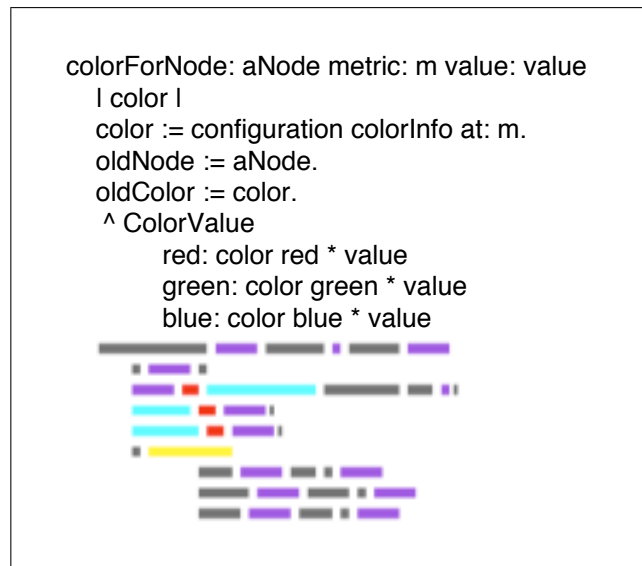 colorForNode: aNode metric: m value: value
| color |
color := configuration colorInfo at: m.
oldNode := aNode.
oldColor := color.
^ ColorValue
red: color red * value
green: color green * value
blue: color blue * value